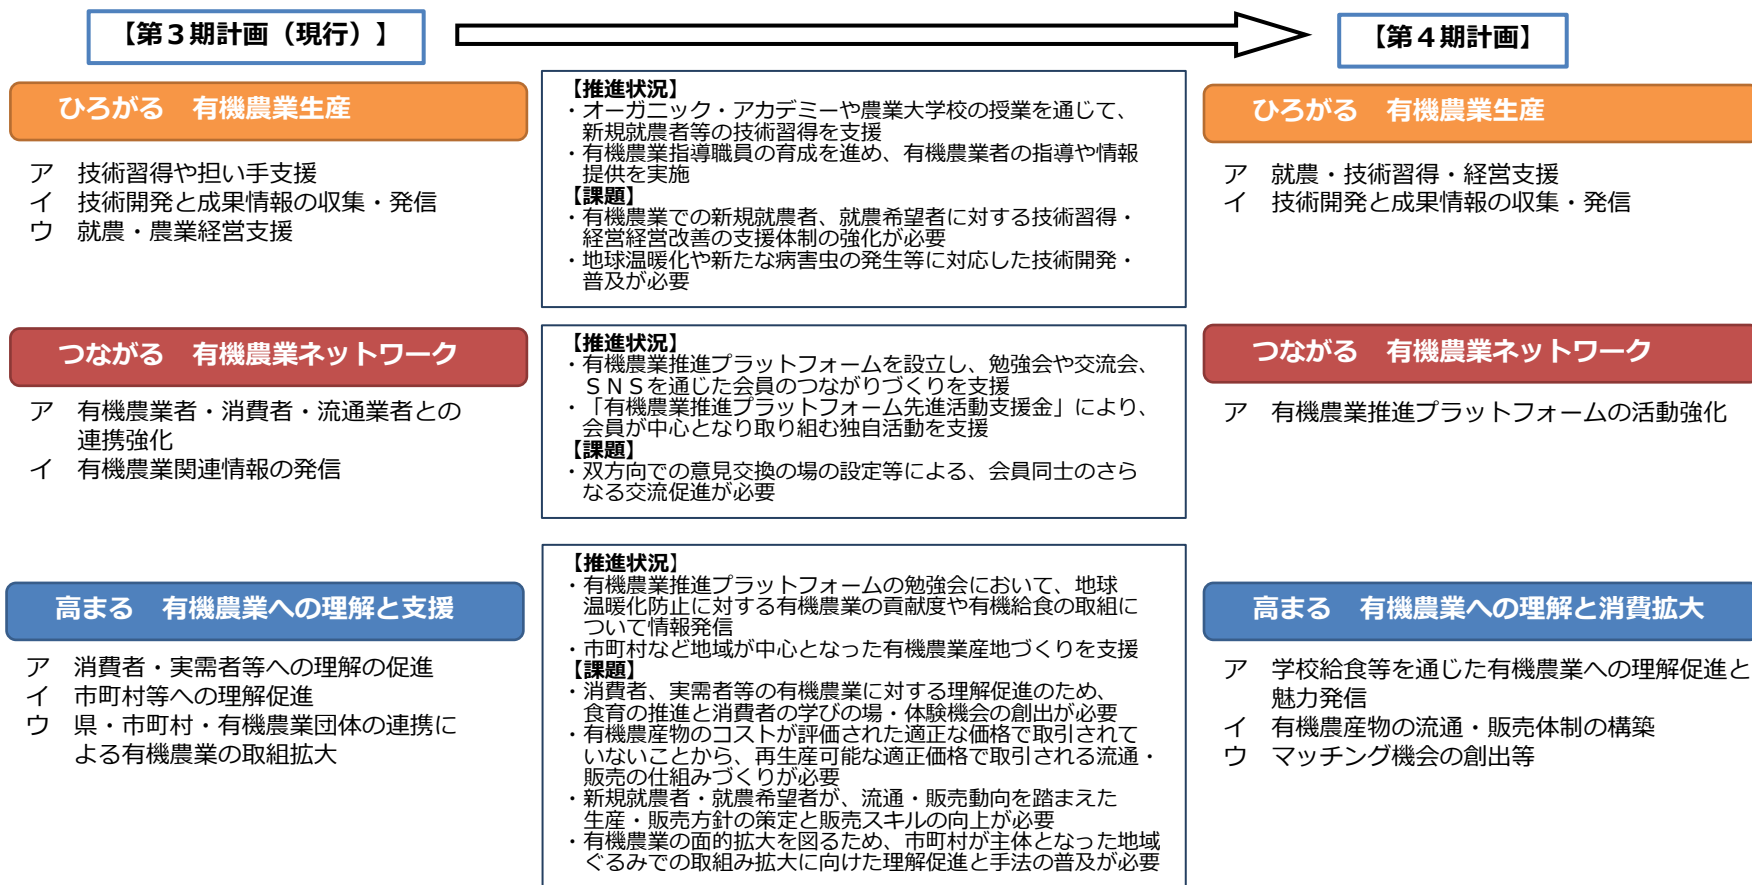 【第３期計画（現行）】
【第４期計画】
ひろがる　有機農業生産
ア　技術習得や担い手支援
イ　技術開発と成果情報の収集・発信
ウ　就農・農業経営支援
【推進状況】
・オーガニック・アカデミーや農業大学校の授業を通じて、
新規就農者等の技術習得を支援
・有機農業指導職員の育成を進め、有機農業者の指導や情報
提供を実施
【課題】
・有機農業での新規就農者、就農希望者に対する技術習得・
経営経営改善の支援体制の強化が必要
・地球温暖化や新たな病害虫の発生等に対応した技術開発・
普及が必要
ひろがる　有機農業生産
ア　就農・技術習得・経営支援
イ　技術開発と成果情報の収集・発信
つながる　有機農業ネットワーク
ア　有機農業者・消費者・流通業者との
連携強化
イ　有機農業関連情報の発信
【推進状況】
・有機農業推進プラットフォームを設立し、勉強会や交流会、
ＳＮＳを通じた会員のつながりづくりを支援
・「有機農業推進プラットフォーム先進活動支援金」により、
会員が中心となり取り組む独自活動を支援
【課題】
・双方向での意見交換の場の設定等による、会員同士のさら
なる交流促進が必要
つながる　有機農業ネットワーク
ア　有機農業推進プラットフォームの活動強化
高まる　有機農業への理解と支援
ア　消費者・実需者等への理解の促進
イ　市町村等への理解促進
ウ　県・市町村・有機農業団体の連携に
よる有機農業の取組拡大
【推進状況】
・有機農業推進プラットフォームの勉強会において、地球
温暖化防止に対する有機農業の貢献度や有機給食の取組に
ついて情報発信
・市町村など地域が中心となった有機農業産地づくりを支援
【課題】
・消費者、実需者等の有機農業に対する理解促進のため、
食育の推進と消費者の学びの場・体験機会の創出が必要
・有機農産物のコストが評価された適正な価格で取引されて
いないことから、再生産可能な適正価格で取引される流通・
販売の仕組みづくりが必要
・新規就農者・就農希望者が、流通・販売動向を踏まえた
生産・販売方針の策定と販売スキルの向上が必要
・有機農業の面的拡大を図るため、市町村が主体となった地域
ぐるみでの取組み拡大に向けた理解促進と手法の普及が必要
高まる　有機農業への理解と消費拡大
ア　学校給食等を通じた有機農業への理解促進と
魅力発信
イ　有機農産物の流通・販売体制の構築
ウ　マッチング機会の創出等